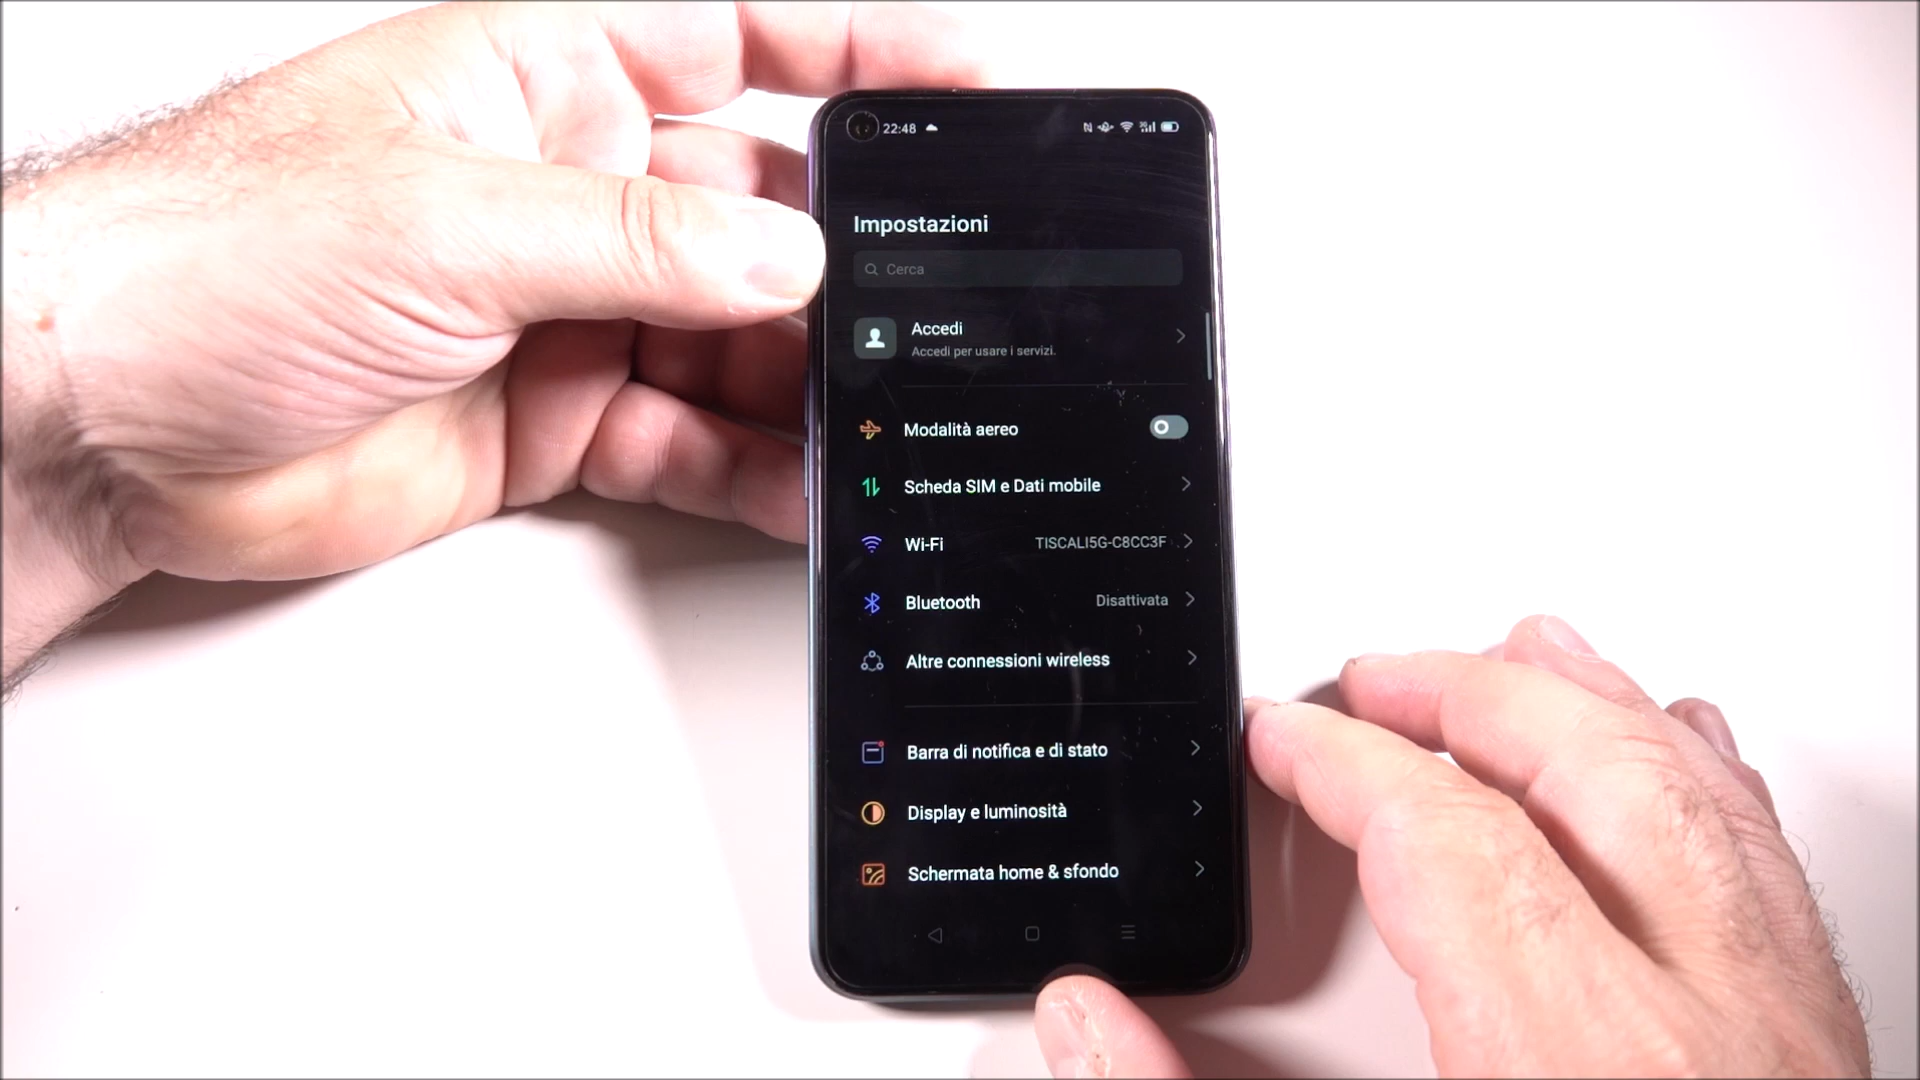 22:48
Impostazioni
Cerca
Accedi
Accedi per usare i servizi.
Modalità aereo
Scheda SIM e Dati mobile
Wi-Fi TISCALI5G-C8CC3F
Bluetooth Disattivata
Altre connessioni wireless
Barra di notifica e di stato
Display e luminosità
Schermata home & sfondo